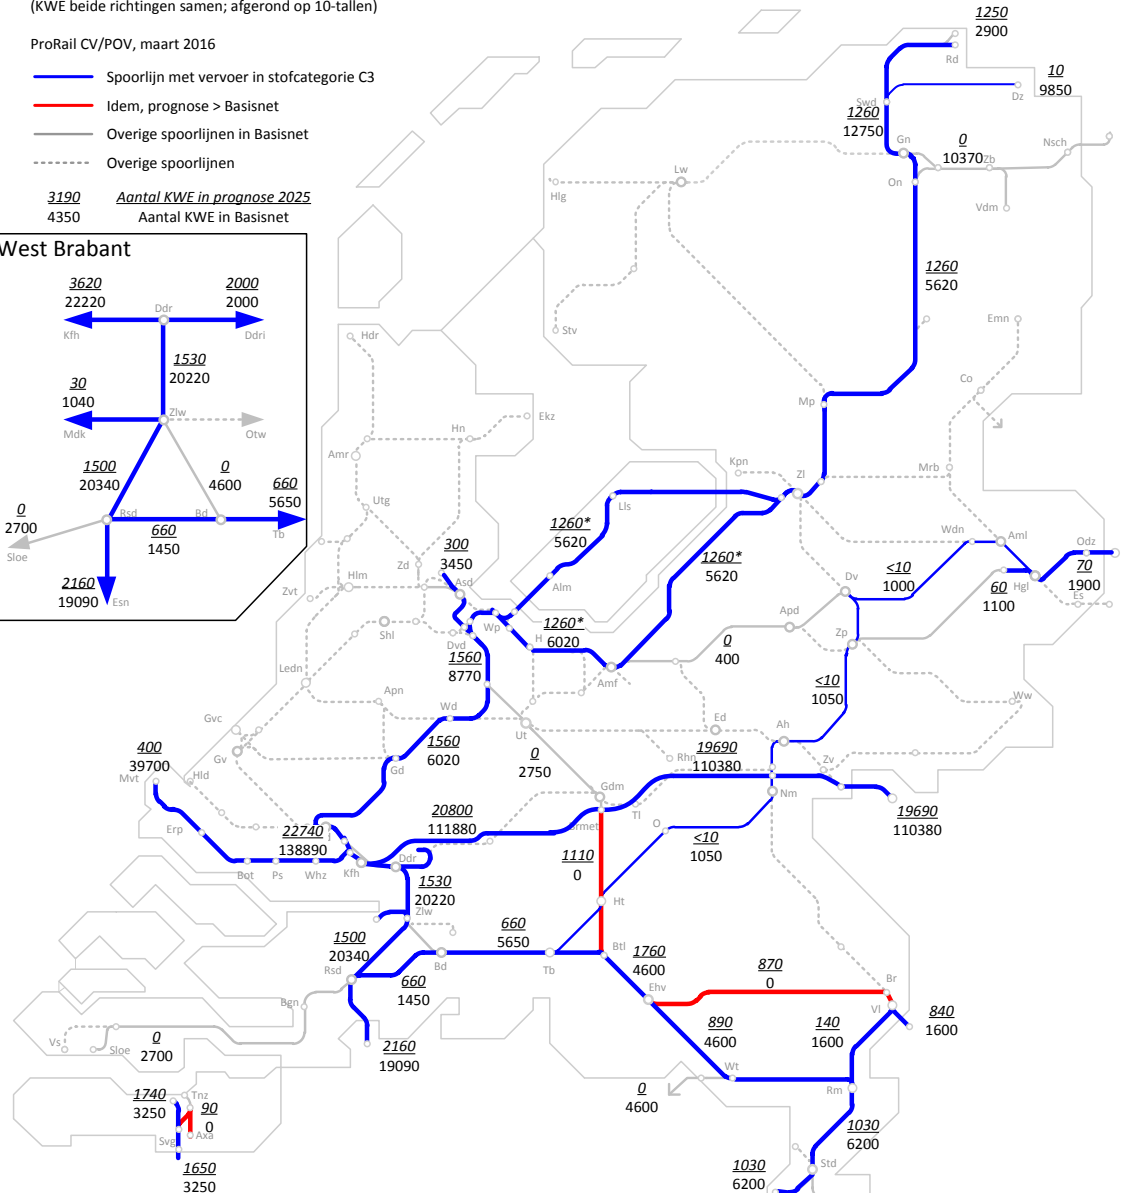 (KWE beide richtingen samen; afgerond op 10-tallen)
ProRail CV/POV, maart 2016
Spoorlijn met vervoer in stofcategorie C3
Idem, prognose > Basisnet
Overige spoorlijnen in Basisnet
Overige spoorlijnen
3190 Aantal KWE in prognose 2025
4350 Aantal KWE in Basisnet
West Brabant
3620
22220
2000
2000
Ddr
Kfh
Ddri
1530
20220
30
1040
Zlw
Mdk
Otw
1500
20340
0
4600
660
5650
0
2700
Rsd
Bd
Tb
Sloe
660
1450
2160
19090
Esn
1250
2900
Rd
10
9850
Dz
Swd
1260
12750
Gn
0
10370
Zb
Nsch
On
Vdm
Lw
Hlg
1260
5620
Stv
Emn
Hdr
Co
Mp
Ekz
Hn
Amr
Kpn
Zl
Mrb
Utg
Lls
1260*
5620
Wdn
Aml
Odz
300
3450
1260*
5620
Zd
Asd
Hlm
Zvt
Alm
Dv
<10
1000
Hgl
70
1900
60
1100
Es
Apd
Shl
Wp
1260*
6020
H
Dvd
Zp
0
400
1560
8770
Ledn
Amf
<10
1050
Apn
Ww
Wd
Gvc
Ut
Ed
Ah
1560
6020
0
2750
Gv
Gd
Rhn
19690
110380
Zv
400
39700
Mvt
Hld
Gdm
Nm
Tl
19690
110380
20800
111880
Erp
22740
138890
O
<10
1050
Ddr
1110
0
Bot
Ps
Whz
Kfh
1530
20220
Ht
Zlw
660
5650
1500
20340
Btl
1760
4600
Rsd
Bd
Tb
870
0
660
1450
Ehv
Br
Bgn
Vl
840
1600
890
4600
140
1600
Vs
Sloe
0
2700
2160
19090
Wt
0
4600
Rm
1740
3250
Tnz
90
0
Axa
Svg
1030
6200
1650
3250
1030
6200
Std